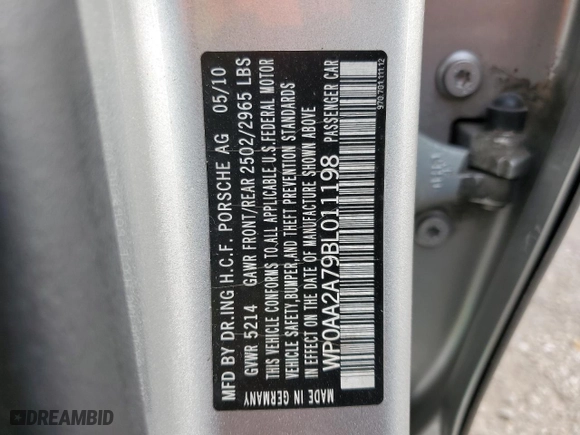 MFD BY DR.ING H.C.F. PORSCHE AG 05/10
GVWR 5214 GAWR FRONT/REAR 2502/2965 LBS
THIS VEHICLE CONFORMS TO ALL APPLICABLE U.S.FEDERAL MOTOR
VEHICLE SAFETY,BUMPER,AND THEFT PREVENTION STANDARDS
IN EFFECT ON THE DATE OF MANUFACTURE SHOWN ABOVE
WP0AA2A79BL011198 PASSENGER CAR
MADE IN GERMANY
970.701.111.12
DREAMBID